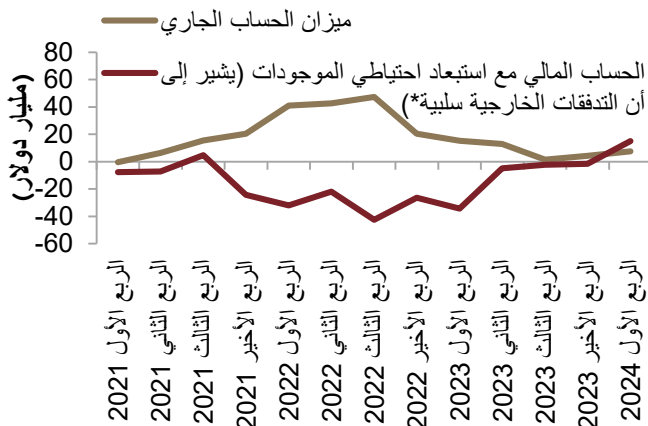 ميزان الحساب الجاري
الحساب المالي مع استبعاد احتياطي الموجودات (يشير إلى
أن التدفقات الخارجية سلبية*)
(مليار دولار)
80
60
40
20
0
-20
-40
-60
الربع الأول 2021
الربع الثاني 2021
الربع الثالث 2021
الربع الأخير 2021
الربع الأول 2022
الربع الثاني 2022
الربع الثالث 2022
الربع الأخير 2022
الربع الأول 2023
الربع الثاني 2023
الربع الثالث 2023
الربع الأخير 2023
الربع الأول 2024